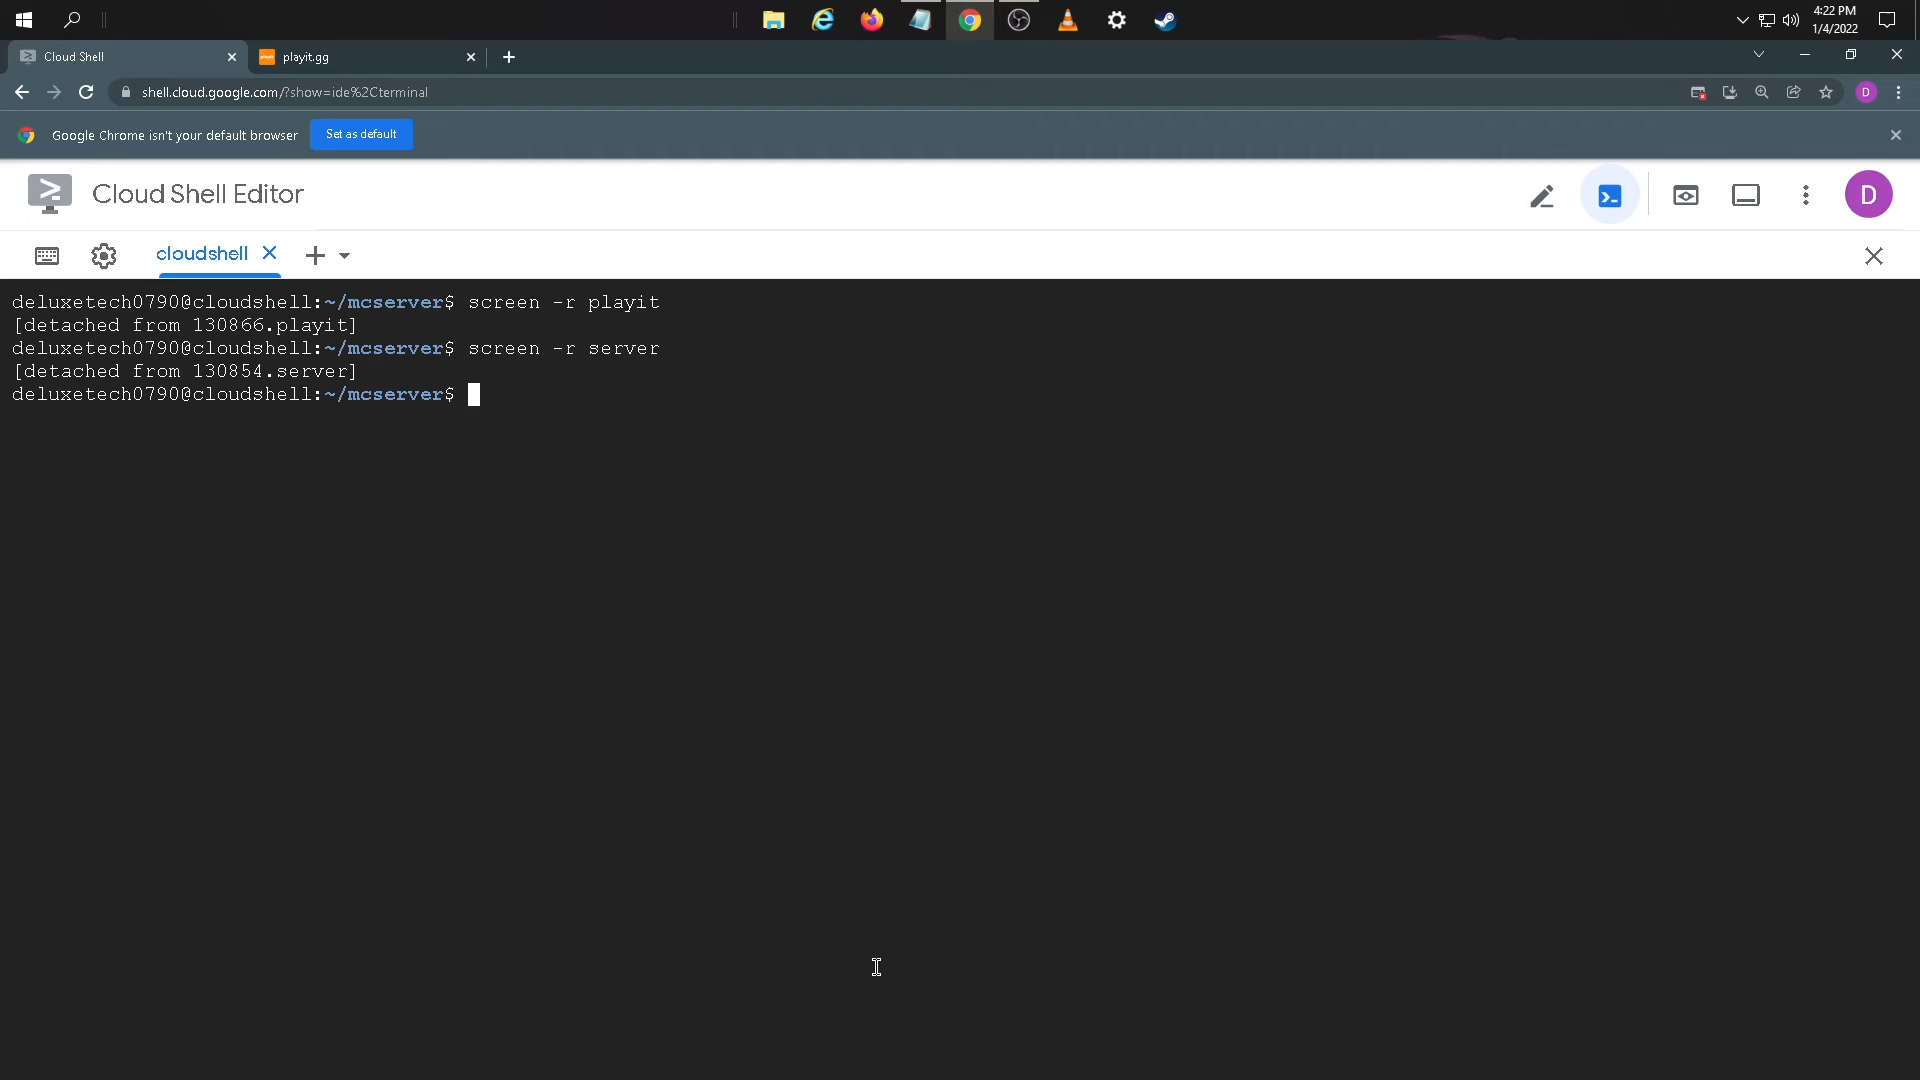 4:22 PM
1/4/2022
Cloud Shell
playit.gg
shell.cloud.google.com/?show=ide%2Cterminal
D
Google Chrome isn't your default browser
Set as default
Cloud Shell Editor
D
cloudshell
deluxetech0790@cloudshell:~/mcserver$ screen -r playit
[detached from 130866.playit]
deluxetech0790@cloudshell:~/mcserver$ screen -r server
[detached from 130854.server]
deluxetech0790@cloudshell:~/mcserver$